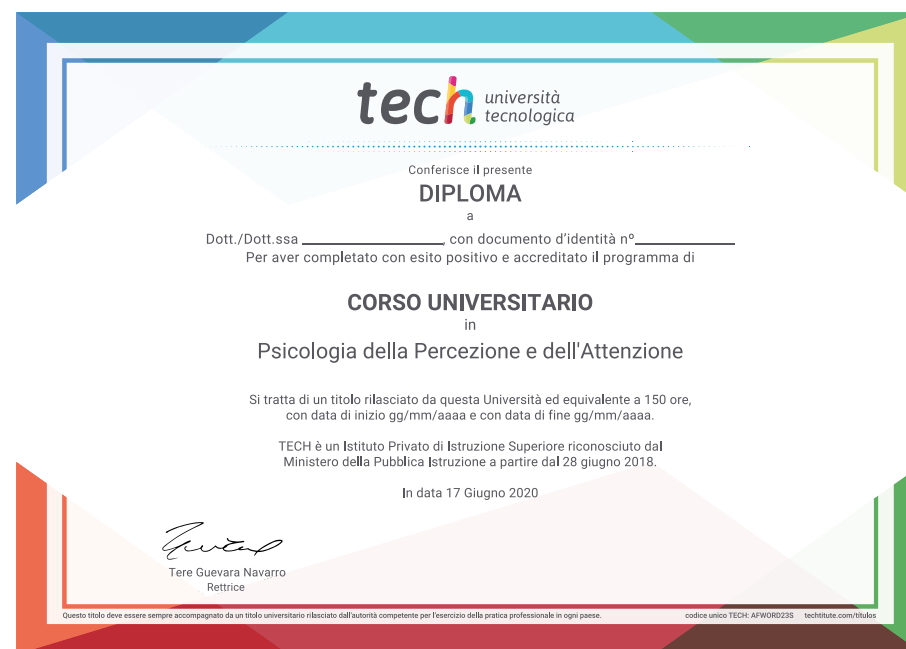 tech università
tecnologica
Conferisce il presente
DIPLOMA
a
Dott./Dott.ssa ____________________, con documento d'identità nº______________
Per aver completato con esito positivo e accreditato il programma di
CORSO UNIVERSITARIO
in
Psicologia della Percezione e dell'Attenzione
Si tratta di un titolo rilasciato da questa Università ed equivalente a 150 ore,
con data di inizio gg/mm/aaaa e con data di fine gg/mm/aaaa.
TECH è un Istituto Privato di Istruzione Superiore riconosciuto dal
Ministero della Pubblica Istruzione a partire dal 28 giugno 2018.
In data 17 Giugno 2020
Tere Guevara Navarro
Rettrice
Questo titolo deve essere sempre accompagnato da un titolo universitario rilasciato dall'autorità competente per l'esercizio della pratica professionale in ogni paese. codice unico TECH: AFWORD23S techtitute.com/titulos